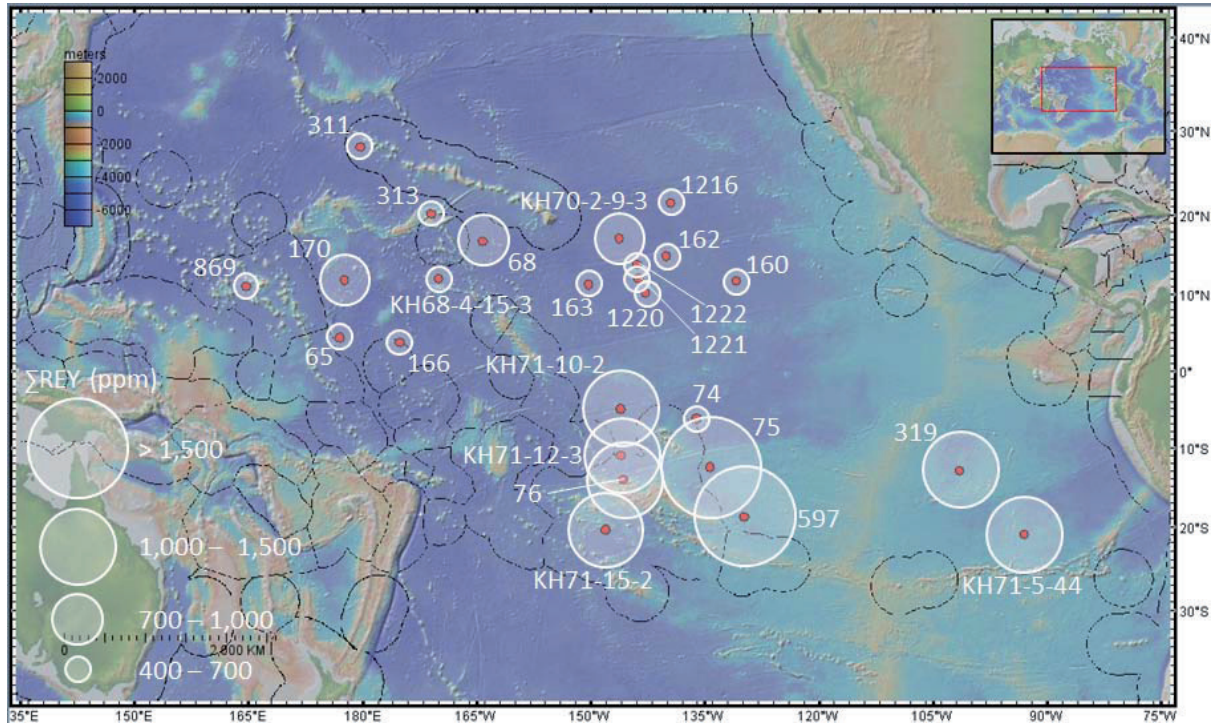 meters
2000
0
-2000
-4000
-6000
40°N
30°N
20°N
10°N
0°
10°S
20°S
30°S
311
313
KH70-2-9-3
1216
170
68
162
160
869
KH68-4-15-3
163
1220
1222
1221
65
166
KH71-10-2
74
75
319
KH71-12-3
76
597
KH71-15-2
KH71-5-44
∑REY (ppm)
> 1,500
1,000 – 1,500
700 – 1,000
0 2,000 KM
400 – 700
35°E 150°E 165°E 180°E 165°W 150°W 135°W 120°W 105°W 90°W 75°W